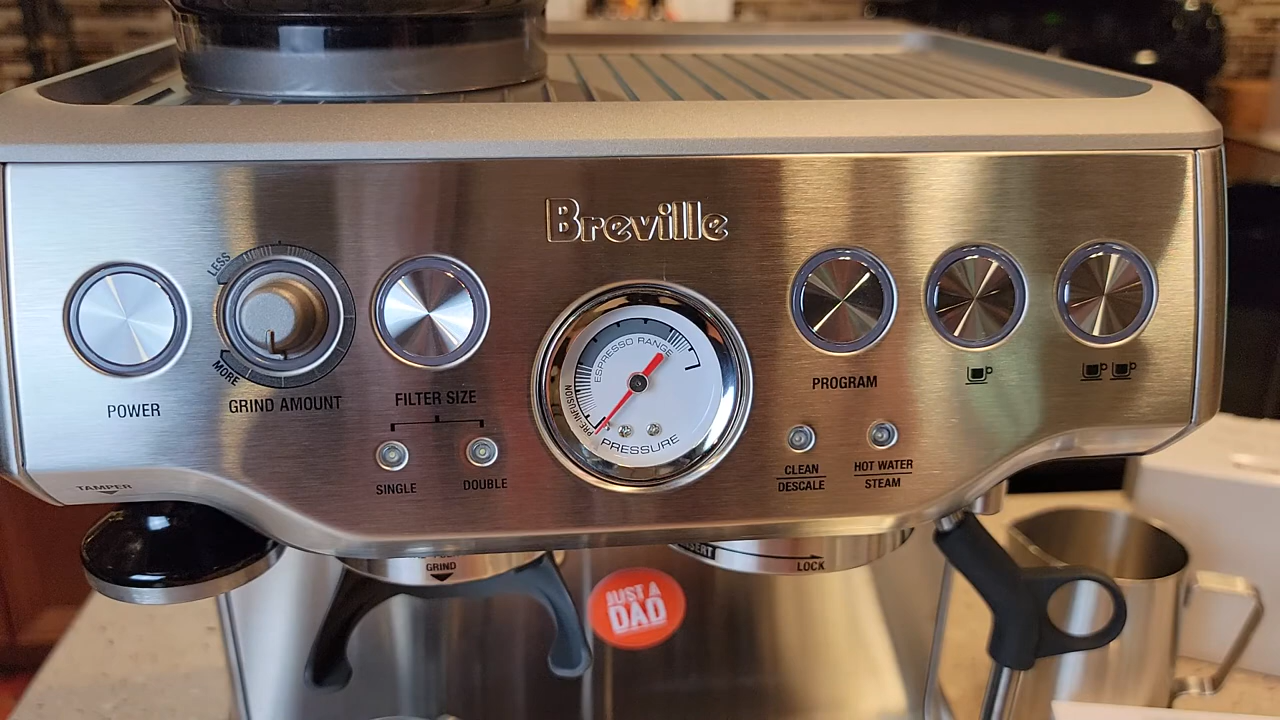 Breville
LESS
MORE
POWER
GRIND AMOUNT
FILTER SIZE
SINGLE
DOUBLE
ESPRESSO RANGE
PRE-INFUSION
PRESSURE
PROGRAM
CLEAN
DESCALE
HOT WATER
STEAM
TAMPER
GRIND
LOCK
JUST A
DAD